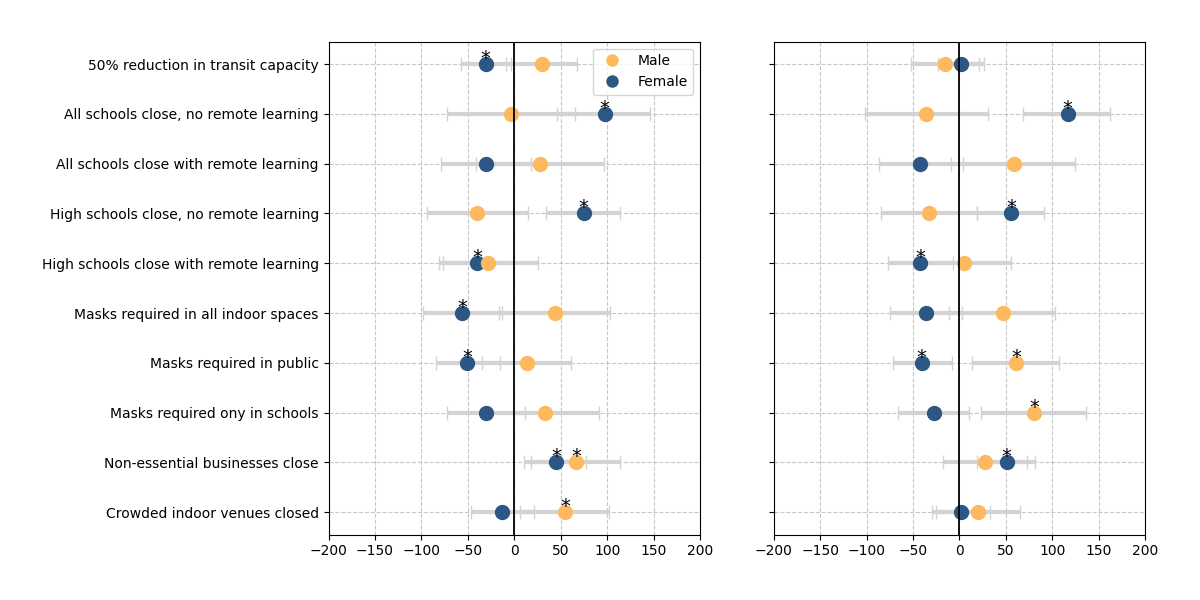 50% reduction in transit capacity
All schools close, no remote learning
All schools close with remote learning
High schools close, no remote learning
High schools close with remote learning
Masks required in all indoor spaces
Masks required in public
Masks required ony in schools
Non-essential businesses close
Crowded indoor venues closed
Male
Female
* 
* 
* 
* 
* 
* 
* * 
* 
* 
* 
* 
* * 
* 
* 
−200 −150 −100 −50 0 50 100 150 200
−200 −150 −100 −50 0 50 100 150 200